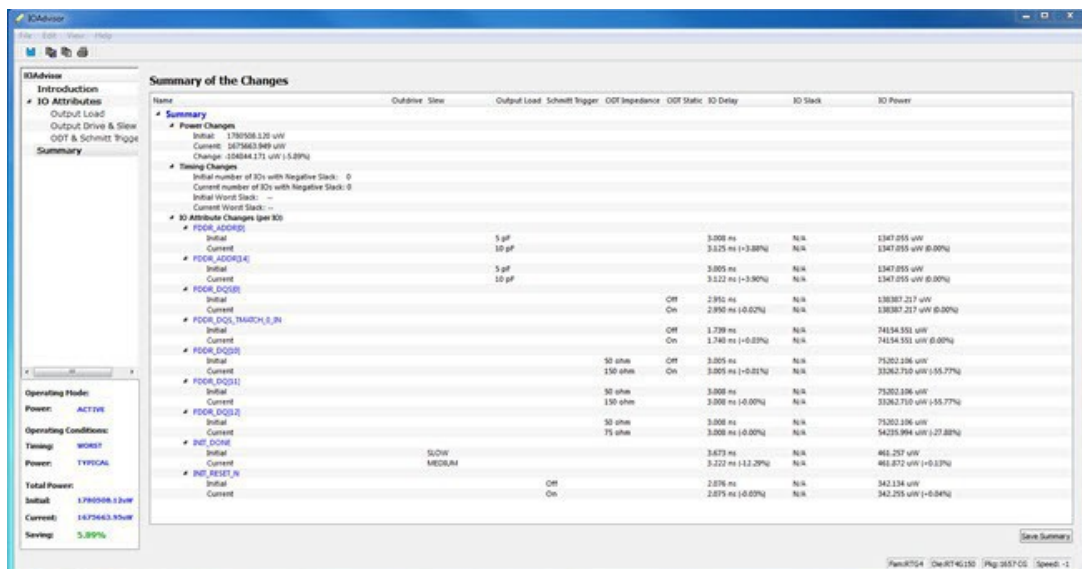 IOAdvisor
File Edit View Help
IOAdvisor
Introduction
IO Attributes
Output Load
Output Drive & Slew
ODT & Schmitt Trigge
Summary
Operating Mode:
Power: ACTIVE
Operating Conditions:
Timing: WORST
Power: TYPICAL
Total Power:
Initial: 1780508.12uW
Current: 1675663.95uW
Saving: 5.89%
Summary of the Changes
Name Outdrive Slew Output Load Schmitt Trigger ODT Impedance ODT Static IO Delay IO Slack IO Power
Summary
Power Changes
Initial: 1780508.120 uW
Current: 1675663.949 uW
Change: -104844.171 uW (-5.89%)
Timing Changes
Initial number of IOs with Negative Slack: 0
Current number of IOs with Negative Slack: 0
Initial Worst Slack: --
Current Worst Slack: --
IO Attribute Changes (per IO)
FDDR_ADDR[0]
Initial 5 pF 3.008 ns N/A 1347.055 uW
Current 10 pF 3.125 ns (+3.88%) N/A 1347.055 uW (0.00%)
FDDR_ADDR[14]
Initial 5 pF 3.005 ns N/A 1347.055 uW
Current 10 pF 3.122 ns (+3.90%) N/A 1347.055 uW (0.00%)
FDDR_DQS[0]
Initial Off 2.951 ns N/A 138387.217 uW
Current On 2.950 ns (-0.02%) N/A 138387.217 uW (0.00%)
FDDR_DQS_TMATCH_0_IN
Initial Off 1.739 ns N/A 74154.551 uW
Current On 1.740 ns (+0.03%) N/A 74154.551 uW (0.00%)
FDDR_DQ[10]
Initial 50 ohm Off 3.005 ns N/A 75202.106 uW
Current 150 ohm On 3.005 ns (+0.01%) N/A 33262.710 uW (-55.77%)
FDDR_DQ[11]
Initial 50 ohm 3.008 ns N/A 75202.106 uW
Current 150 ohm 3.008 ns (-0.00%) N/A 33262.710 uW (-55.77%)
FDDR_DQ[12]
Initial 50 ohm 3.008 ns N/A 75202.106 uW
Current 75 ohm 3.008 ns (-0.00%) N/A 54235.994 uW (-27.88%)
INIT_DONE
Initial SLOW 3.673 ns N/A 461.257 uW
Current MEDIUM 3.222 ns (-12.29%) N/A 461.872 uW (+0.13%)
INIT_RESET_N
Initial Off 2.076 ns N/A 342.134 uW
Current On 2.075 ns (-0.03%) N/A 342.255 uW (+0.04%)
Save Summary
Fam:RTG4 Die:RT4G150 Pkg:1657 CG Speed: -1